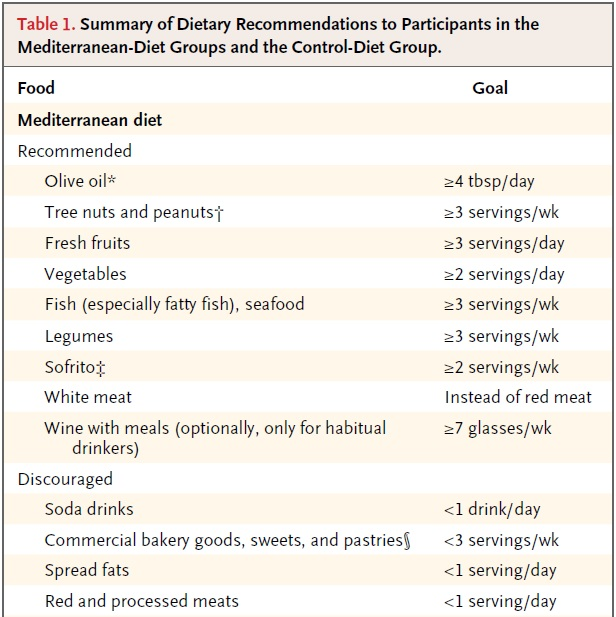 Table 1. Summary of Dietary Recommendations to Participants in the
Mediterranean-Diet Groups and the Control-Diet Group.
Food Goal
Mediterranean diet
Recommended
Olive oil* ≥4 tbsp/day
Tree nuts and peanuts† ≥3 servings/wk
Fresh fruits ≥3 servings/day
Vegetables ≥2 servings/day
Fish (especially fatty fish), seafood ≥3 servings/wk
Legumes ≥3 servings/wk
Sofrito‡ ≥2 servings/wk
White meat Instead of red meat
Wine with meals (optionally, only for habitual ≥7 glasses/wk
drinkers)
Discouraged
Soda drinks <1 drink/day
Commercial bakery goods, sweets, and pastries§ <3 servings/wk
Spread fats <1 serving/day
Red and processed meats <1 serving/day